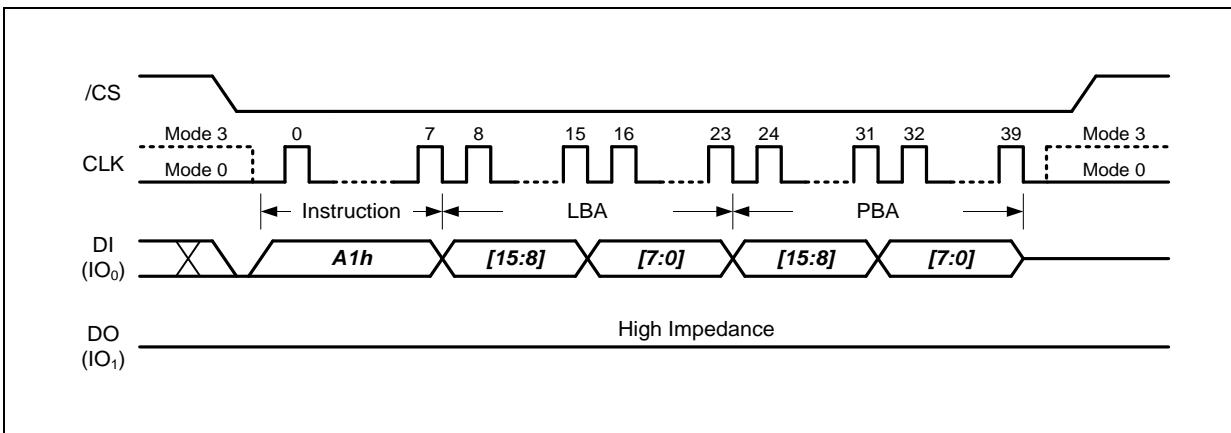 /CS
Mode 3 0 7 8 15 16 23 24 31 32 39 Mode 3
CLK
Mode 0 Mode 0
Instruction LBA PBA
DI
(IO₀)
A1h [15:8] [7:0] [15:8] [7:0]
High Impedance
DO
(IO₁)